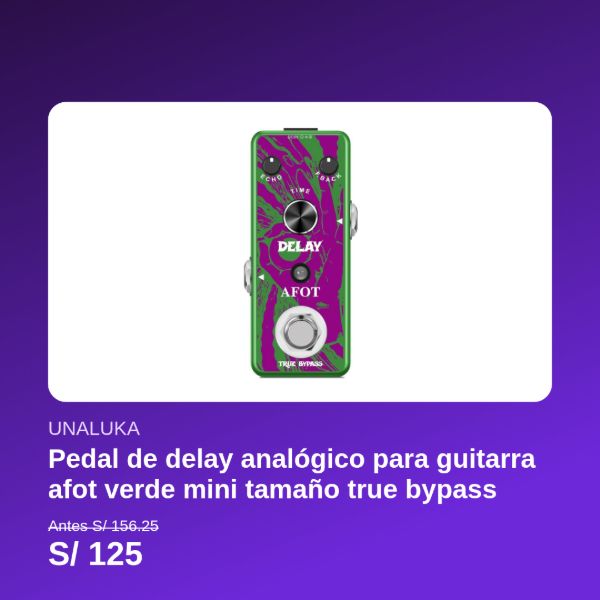 ECHO
F.BACK
TIME
DELAY
AFOT
TRUE BYPASS
UNALUKA
Pedal de delay analógico para guitarra
afot verde mini tamaño true bypass
Antes S/ 156.25
S/ 125